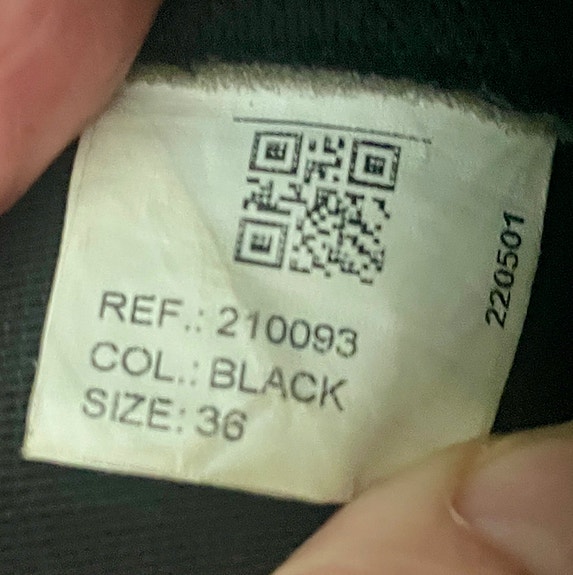 220501
REF.: 210093
COL.: BLACK
SIZE: 36